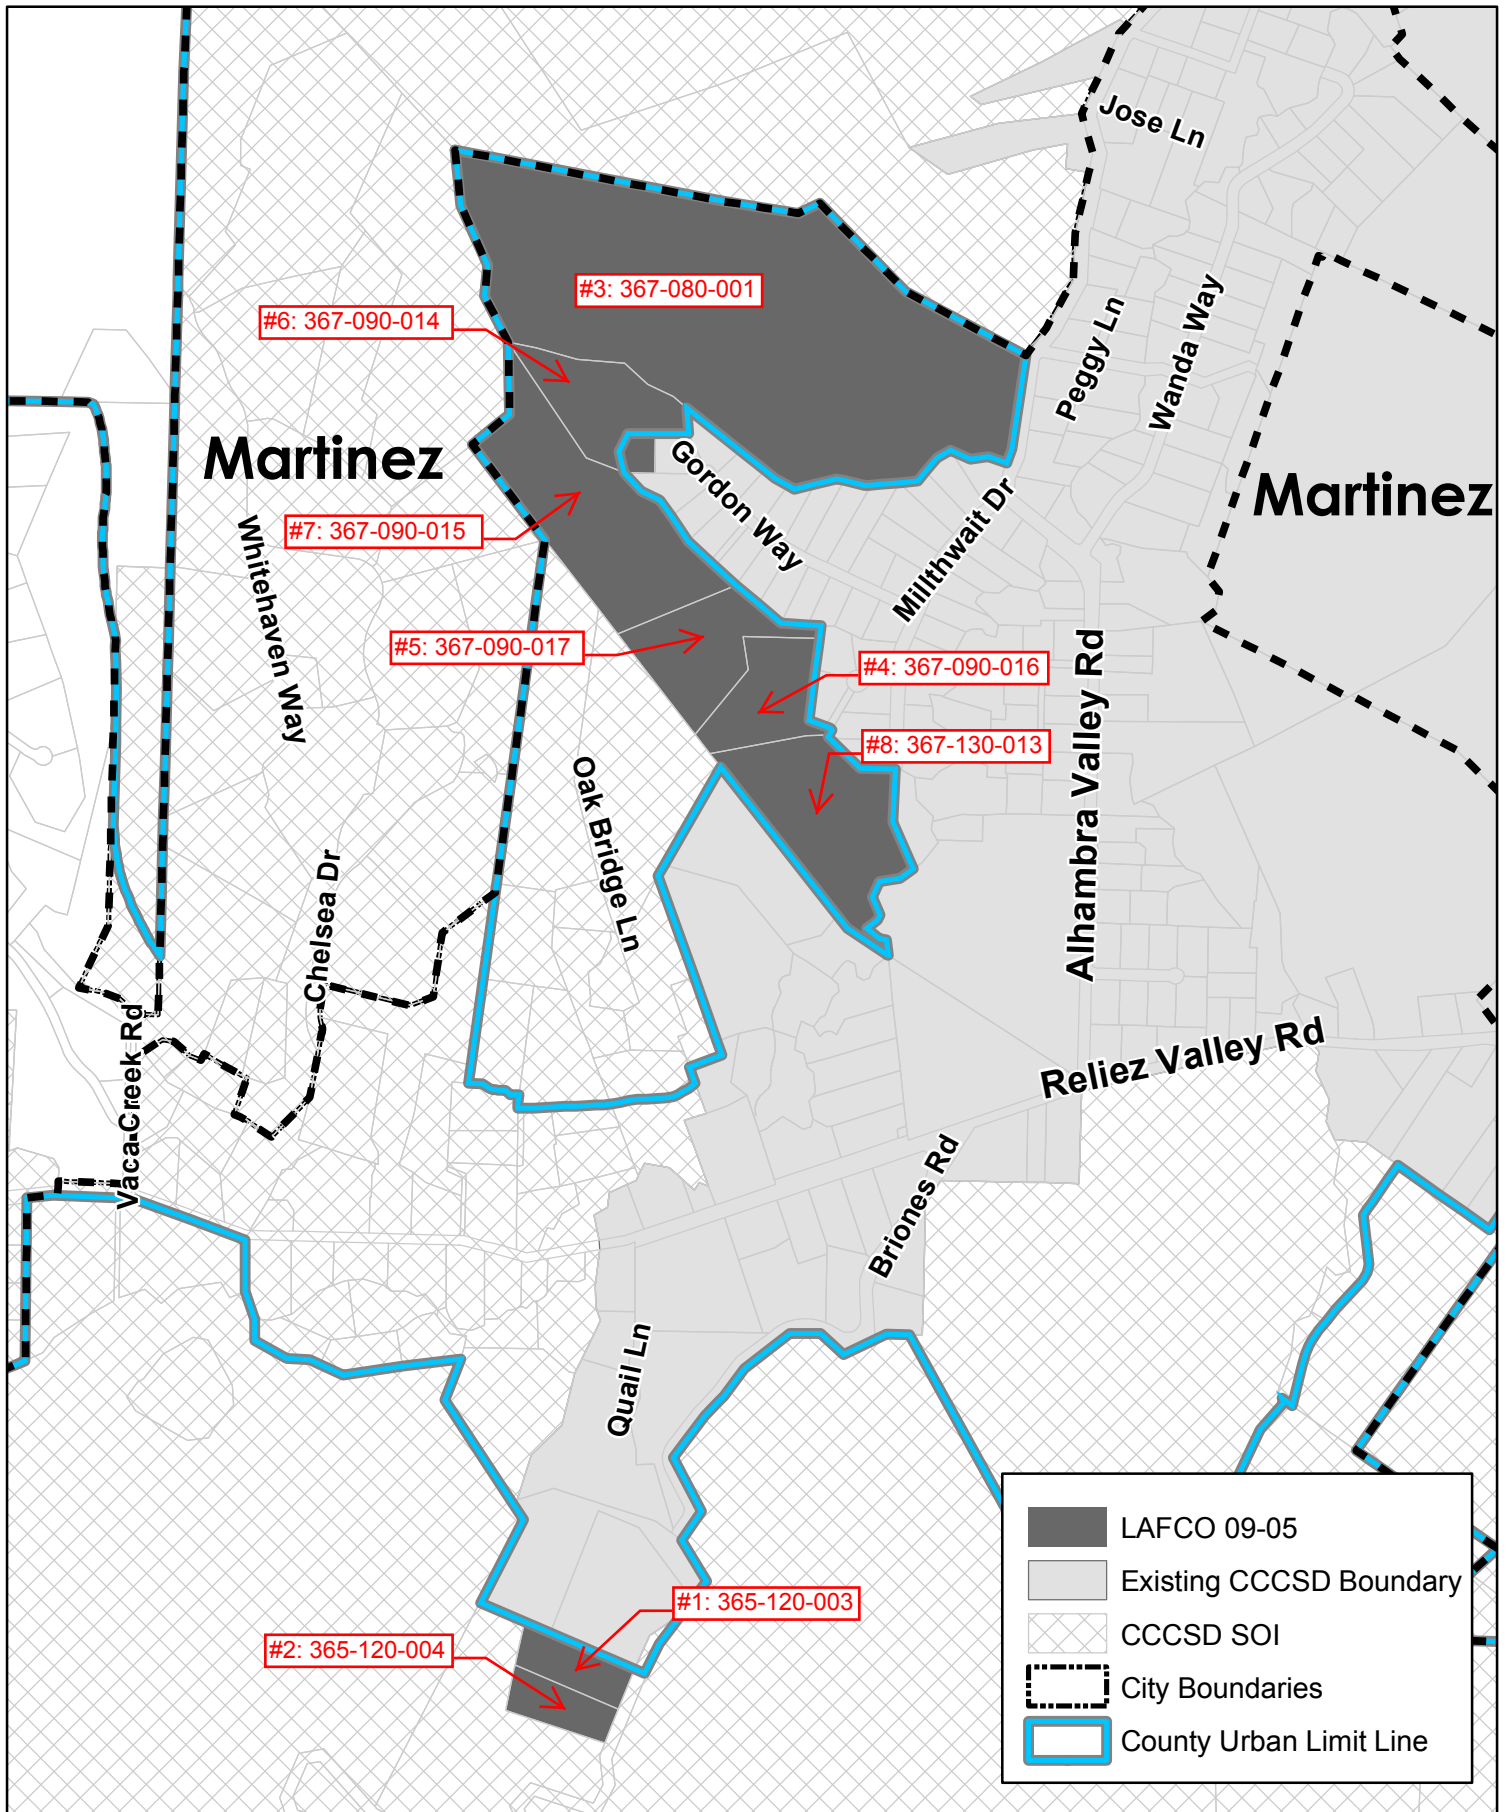 Jose Ln
#3: 367-080-001
#6: 367-090-014
Peggy Ln
Wanda Way
Martinez
Gordon Way
Martinez
#7: 367-090-015
Millthwait Dr
Whitehaven Way
#5: 367-090-017
#4: 367-090-016
#8: 367-130-013
Alhambra Valley Rd
Oak Bridge Ln
Chelsea Dr
Vaca Creek Rd
Reliez Valley Rd
Briones Rd
Quail Ln
#1: 365-120-003
#2: 365-120-004
LAFCO 09-05
Existing CCCSD Boundary
CCCSD SOI
City Boundaries
County Urban Limit Line